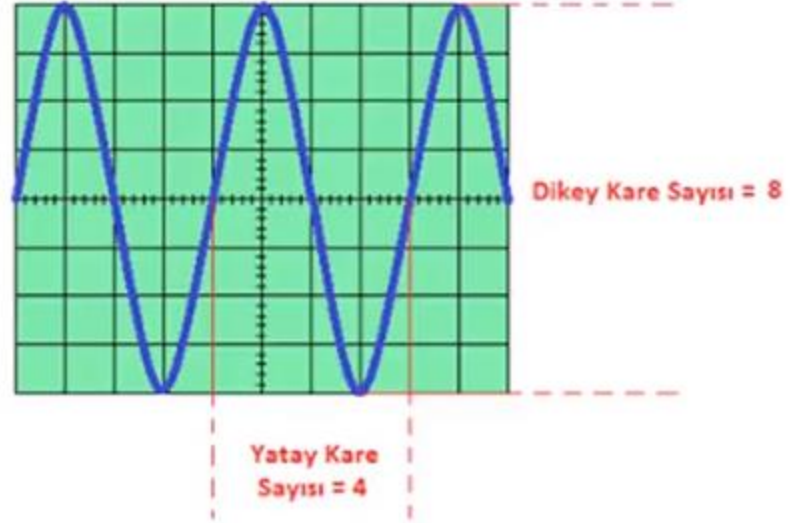 Dikey Kare Sayısı = 8
Yatay Kare
Sayısı = 4